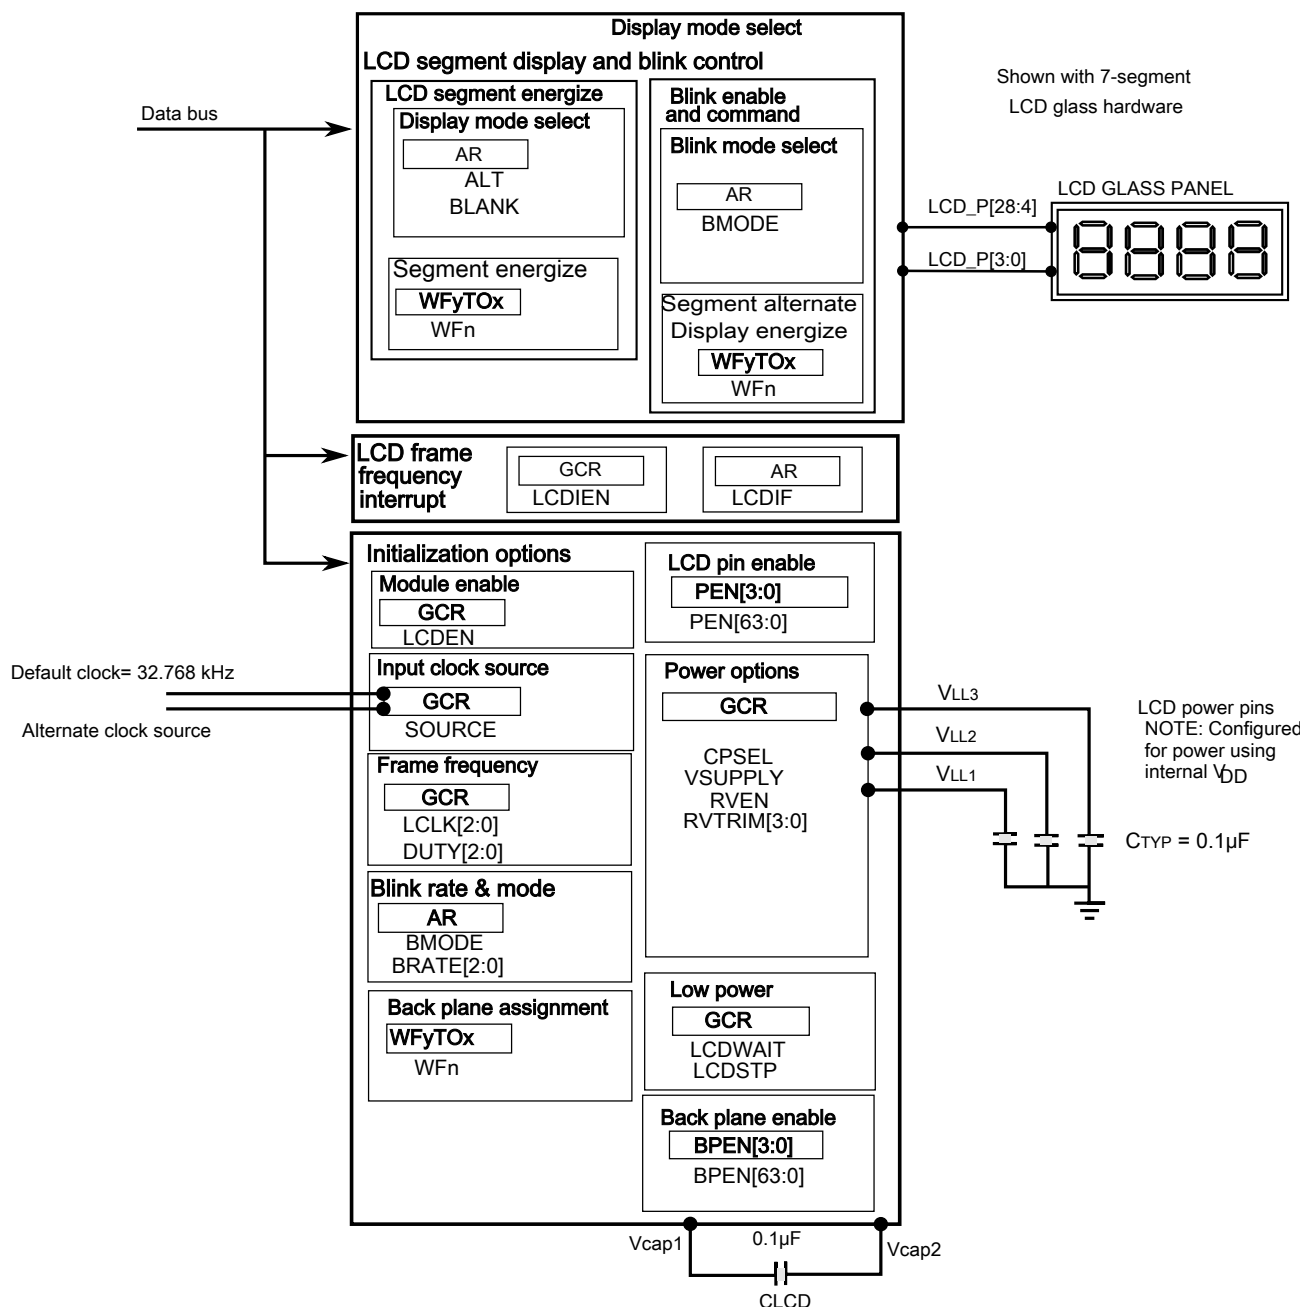 Display mode select
LCD segment display and blink control
LCD segment energize
Display mode select
AR
ALT
BLANK
Segment energize
WFyTOx
WFn
Blink enable
and command
Blink mode select
AR
BMODE
Segment alternate
Display energize
WFyTOx
WFn
Data bus
Shown with 7-segment
LCD glass hardware
LCD GLASS PANEL
LCD_P[28:4]
LCD_P[3:0]
LCD frame
frequency
interrupt
GCR
LCDIEN
AR
LCDIF
Initialization options
Module enable
GCR
LCDEN
Input clock source
GCR
SOURCE
Default clock= 32.768 kHz
Alternate clock source
Frame frequency
GCR
LCLK[2:0]
DUTY[2:0]
Blink rate & mode
AR
BMODE
BRATE[2:0]
Back plane assignment
WFyTOx
WFn
LCD pin enable
PEN[3:0]
PEN[63:0]
Power options
GCR
CPSEL
VSUPPLY
RVEN
RVTRIM[3:0]
VLL3
VLL2
VLL1
LCD power pins
NOTE: Configured
for power using
internal VDD
CTYP = 0.1µF
Low power
GCR
LCDWAIT
LCDSTP
Back plane enable
BPEN[3:0]
BPEN[63:0]
Vcap1
0.1µF
Vcap2
CLCD